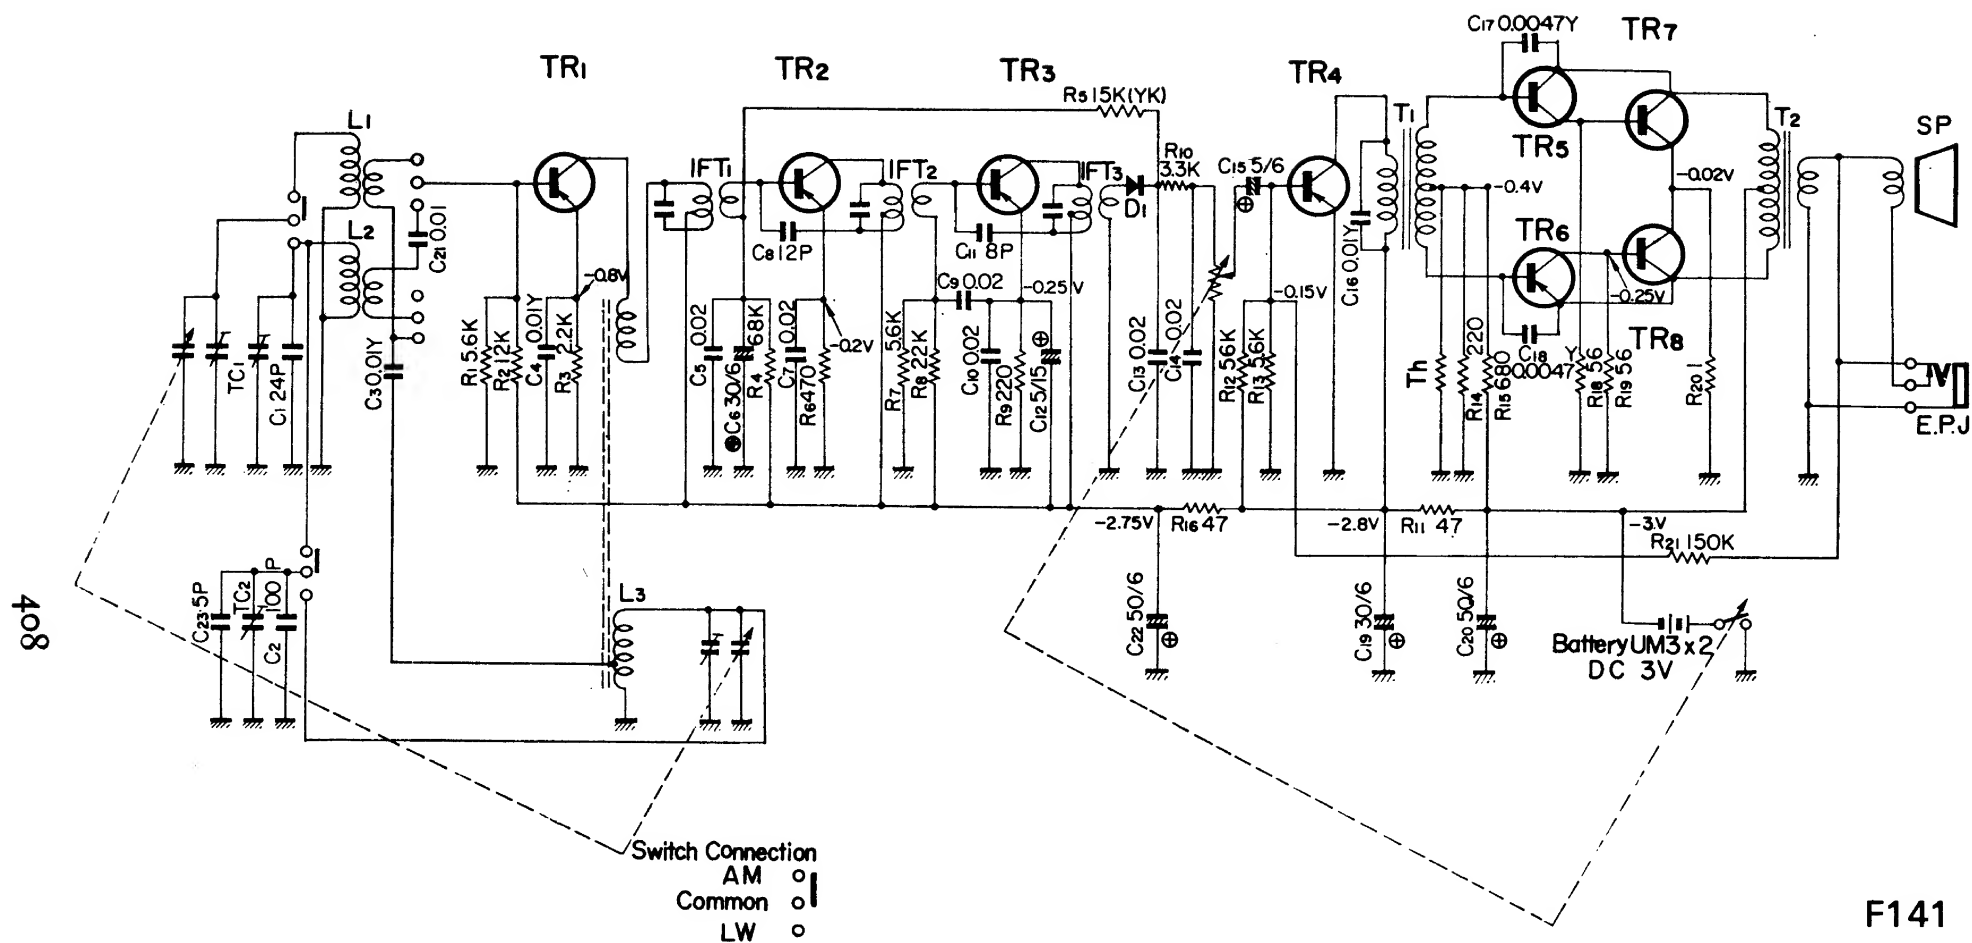 C17 0.0047Y
TR7
TR1
TR2
TR3
TR4
R5 15K(YK)
L1
T1
T2
SP
TR5
R10
3.3K
C15 5/6
IFT1
IFT2
IFT3
D1
-0.4V
-0.02V
L2
C21 0.01
TR6
C8 12P
C11 8P
C16 0.01Y
-0.8V
C9 0.02
-0.25V
-0.15V
-0.25V
TR8
TC1
C1 24P
C3 0.01Y
R1 5.6K
R2 12K
C4 0.01Y
R3 2.2K
C5 0.02
C6 30/6
R4 68K
C7 0.02
R6 470
-0.2V
R7 5.6K
R8 22K
C10 0.02
R9 220
C12 5/15
C13 0.02
C14 0.02
R12 56K
R13 5.6K
Th
R14 220
R15 680
C18
0.0047 Y
R18 56
R19 56
R20 1
E.P.J
-2.75V
R16 47
-2.8V
R11 47
-3.V
R21 150K
C23 5P
TC2
C2 100 P
L3
C22 50/6
C19 30/6
C20 50/6
Battery UM3 x 2
DC 3V
408
Switch Connection
AM
Common
LW
F141